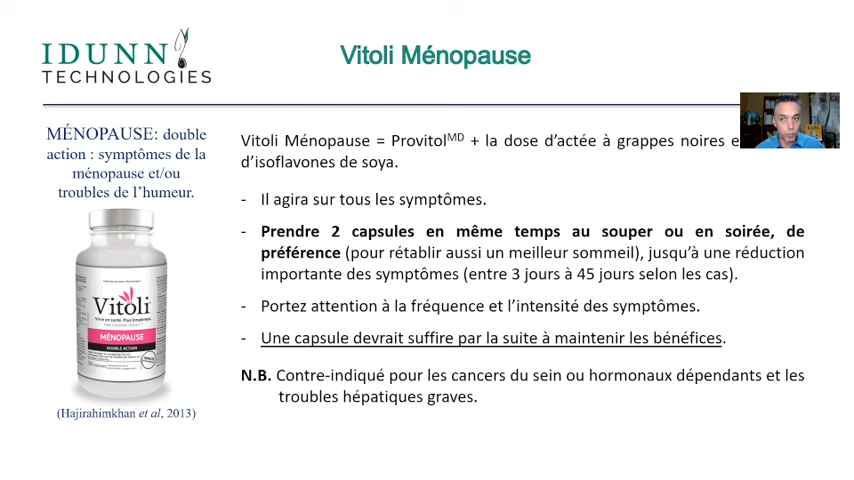 IDUNN
TECHNOLOGIES
Vitoli Ménopause
MÉNOPAUSE: double
action : symptômes de la
ménopause et/ou
troubles de l'humeur.
Vitoli
MÉNOPAUSE
DOUBLE ACTION
(Hajirahimkhan et al, 2013)
Vitoli Ménopause = Provitolᴹᴰ + la dose d'actée à grappes noires e
d'isoflavones de soya.
- Il agira sur tous les symptômes.
- Prendre 2 capsules en même temps au souper ou en soirée, de
préférence (pour rétablir aussi un meilleur sommeil), jusqu'à une réduction
importante des symptômes (entre 3 jours à 45 jours selon les cas).
- Portez attention à la fréquence et l'intensité des symptômes.
- Une capsule devrait suffire par la suite à maintenir les bénéfices.
N.B. Contre-indiqué pour les cancers du sein ou hormonaux dépendants et les
troubles hépatiques graves.